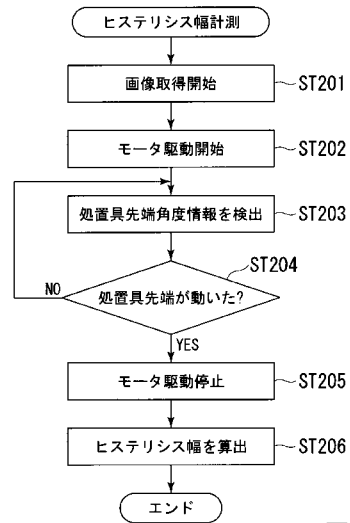 ヒステリシス幅計測
画像取得開始
ST201
モータ駆動開始
ST202
処置具先端角度情報を検出
ST203
ST204
処置具先端が動いた?
NO
YES
モータ駆動停止
ST205
ヒステリシス幅を算出
ST206
エンド